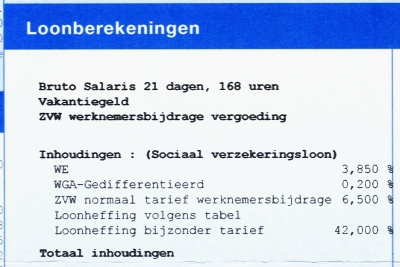 Loonberekeningen
Bruto Salaris 21 dagen, 168 uren
Vakantiegeld
ZVW werknemersbijdrage vergoeding
Inhoudingen : (Sociaal verzekeringsloon)
WE 3,850 %
WGA-Gedifferentieerd 0,200 %
ZVW normaal tarief werknemersbijdrage 6,500 %
Loonheffing volgens tabel
Loonheffing bijzonder tarief 42,000 %
Totaal inhoudingen